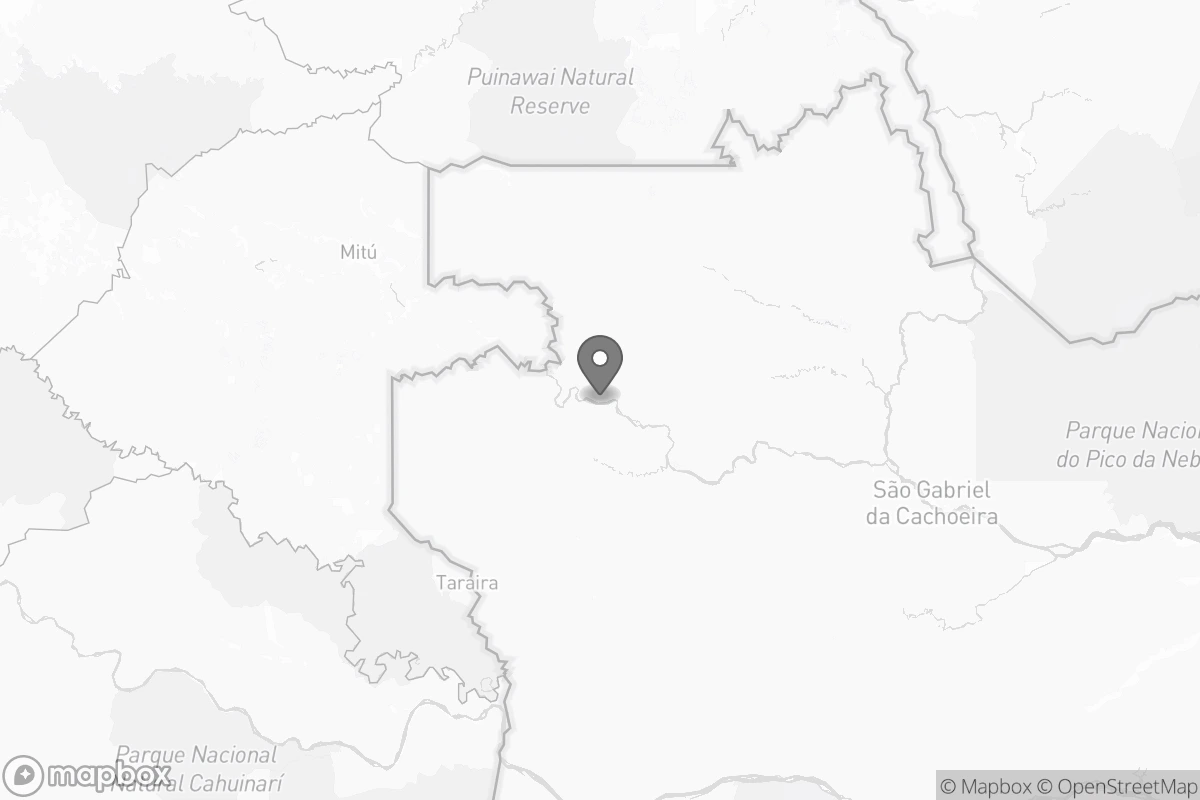 Puinawai Natural
Reserve
Mitú
Parque Nacion
do Pico da Neb
São Gabriel
da Cachoeira
Taraira
Parque Nacional
Natural Cahuinarí
mapbox
© Mapbox © OpenStreetMap